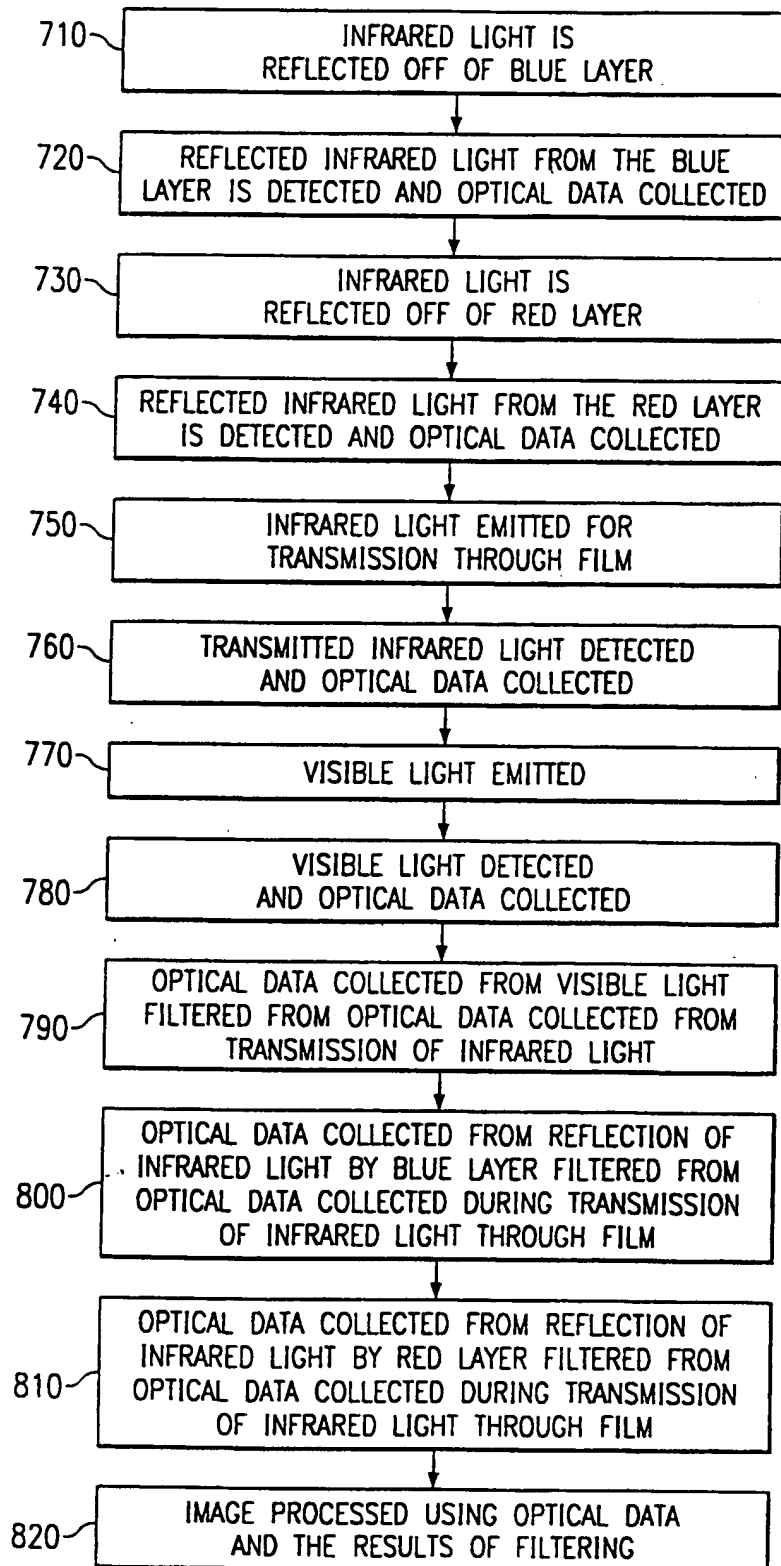 710
INFRARED LIGHT IS
REFLECTED OFF OF BLUE LAYER
720
REFLECTED INFRARED LIGHT FROM THE BLUE
LAYER IS DETECTED AND OPTICAL DATA COLLECTED
730
INFRARED LIGHT IS
REFLECTED OFF OF RED LAYER
740
REFLECTED INFRARED LIGHT FROM THE RED LAYER
IS DETECTED AND OPTICAL DATA COLLECTED
750
INFRARED LIGHT EMITTED FOR
TRANSMISSION THROUGH FILM
760
TRANSMITTED INFRARED LIGHT DETECTED
AND OPTICAL DATA COLLECTED
770
VISIBLE LIGHT EMITTED
780
VISIBLE LIGHT DETECTED
AND OPTICAL DATA COLLECTED
790
OPTICAL DATA COLLECTED FROM VISIBLE LIGHT
FILTERED FROM OPTICAL DATA COLLECTED FROM
TRANSMISSION OF INFRARED LIGHT
800
OPTICAL DATA COLLECTED FROM REFLECTION OF
INFRARED LIGHT BY BLUE LAYER FILTERED FROM
OPTICAL DATA COLLECTED DURING TRANSMISSION
OF INFRARED LIGHT THROUGH FILM
810
OPTICAL DATA COLLECTED FROM REFLECTION OF
INFRARED LIGHT BY RED LAYER FILTERED FROM
OPTICAL DATA COLLECTED DURING TRANSMISSION
OF INFRARED LIGHT THROUGH FILM
820
IMAGE PROCESSED USING OPTICAL DATA
AND THE RESULTS OF FILTERING